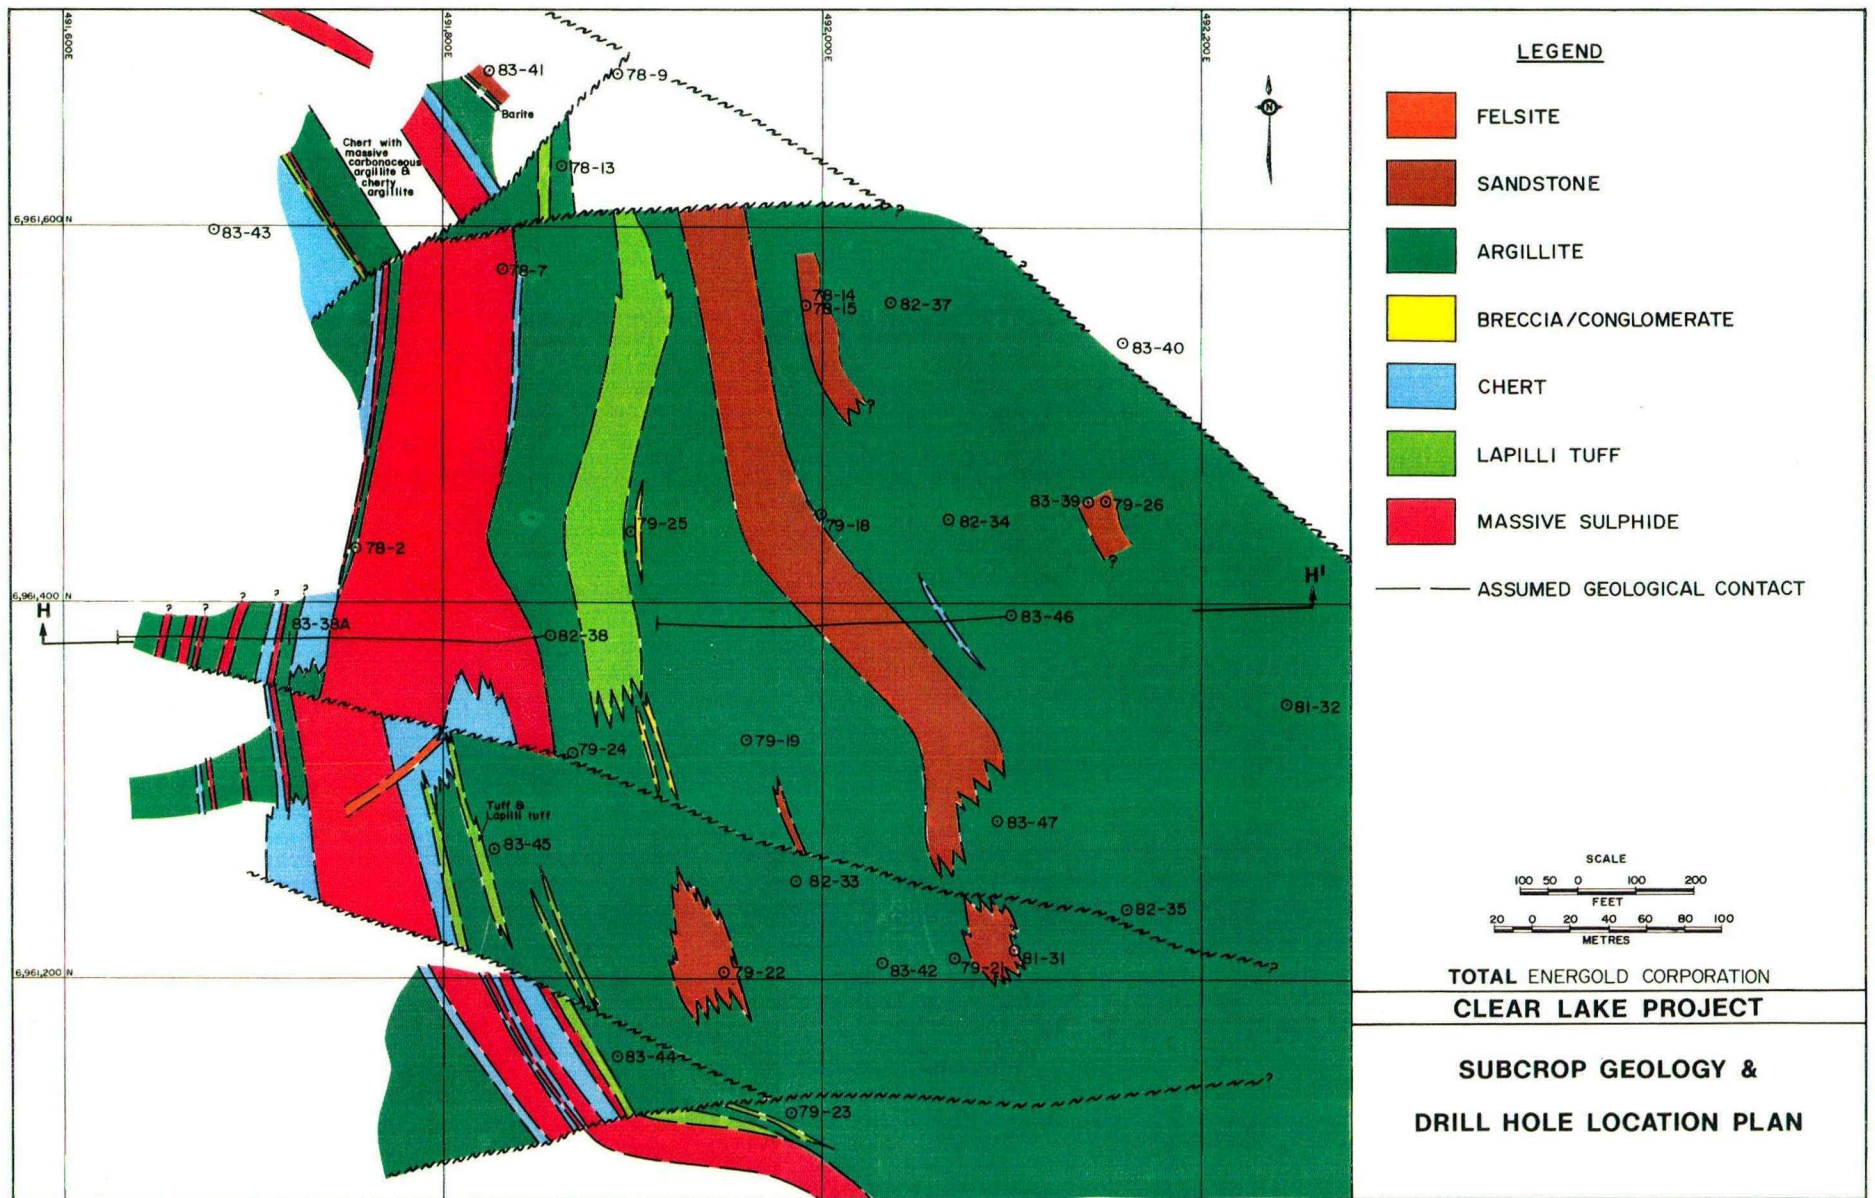 491,600E
491,800E
492,000E
492,200E
83-41
78-9
Barite
Chert with
massive
carbonaceous
argillite &
cherty
argillite
78-13
6,961,600 N
83-43
?
78-7
?
78-14
78-15
82-37
83-40
?
83-39
79-26
79-25
79-18
82-34
?
?
78-2
6,961,400 N
H
H'
? ? ? ? ?
83-38A
82-38
83-46
81-32
79-24
79-19
Tuff &
Lapilli tuff
83-45
83-47
82-33
82-35
?
6,961,200 N
79-22
83-42
79-21
81-31
83-44
?
79-23
LEGEND
FELSITE
SANDSTONE
ARGILLITE
BRECCIA/CONGLOMERATE
CHERT
LAPILLI TUFF
MASSIVE SULPHIDE
ASSUMED GEOLOGICAL CONTACT
N
SCALE
100 50 0 100 200
FEET
20 0 20 40 60 80 100
METRES
TOTAL ENERGOLD CORPORATION
CLEAR LAKE PROJECT
SUBCROP GEOLOGY &
DRILL HOLE LOCATION PLAN